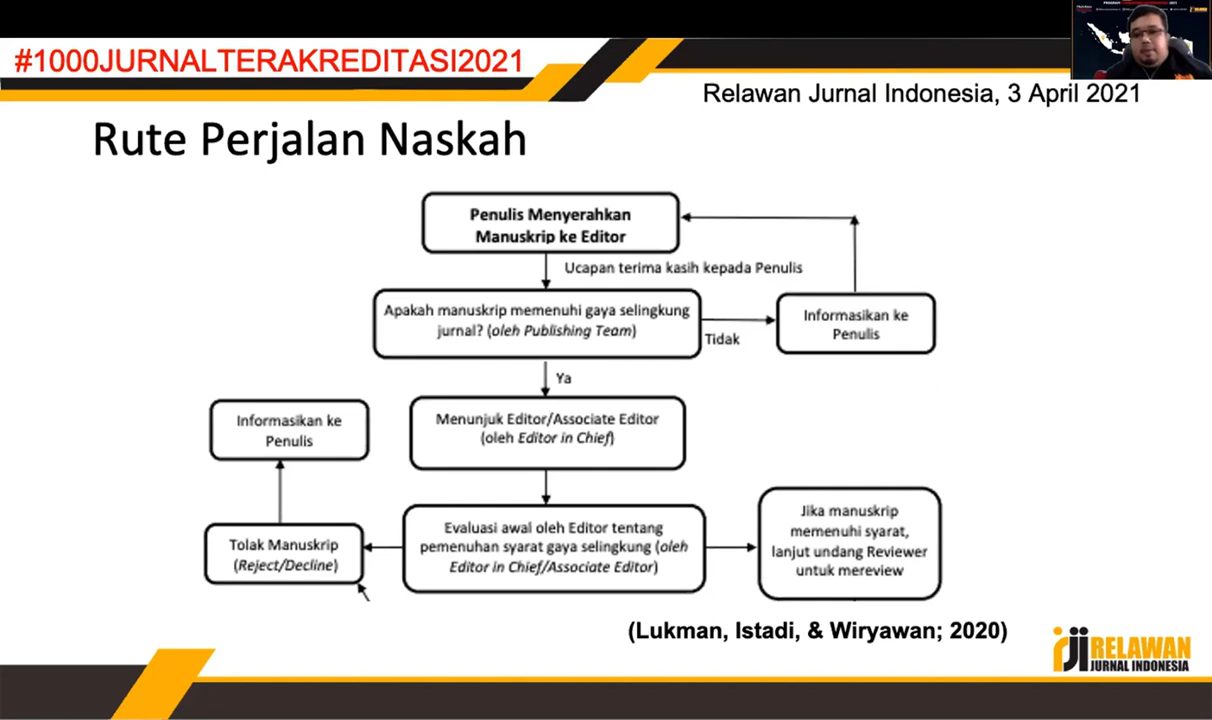 #1000JURNALTERAKREDITASI2021
Relawan Jurnal Indonesia, 3 April 2021
Rute Perjalan Naskah
Penulis Menyerahkan
Manuskrip ke Editor
Ucapan terima kasih kepada Penulis
Apakah manuskrip memenuhi gaya selingkung
jurnal? (oleh Publishing Team)
Tidak
Informasikan ke
Penulis
Ya
Menunjuk Editor/Associate Editor
(oleh Editor in Chief)
Informasikan ke
Penulis
Evaluasi awal oleh Editor tentang
pemenuhan syarat gaya selingkung (oleh
Editor in Chief/Associate Editor)
Tolak Manuskrip
(Reject/Decline)
Jika manuskrip
memenuhi syarat,
lanjut undang Reviewer
untuk mereview
(Lukman, Istadi, & Wiryawan; 2020)
RELAWAN
JURNAL INDONESIA